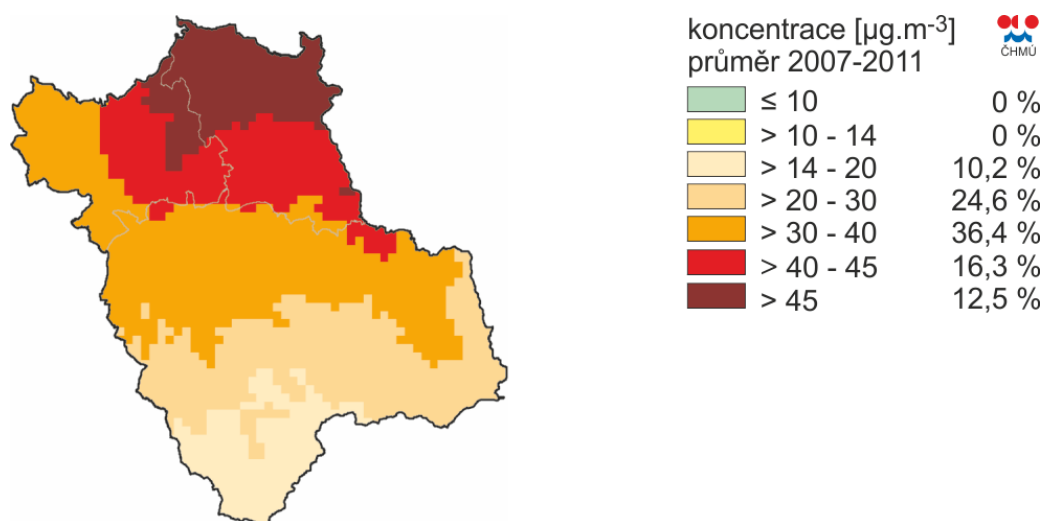 koncentrace [µg.m-3]
průměr 2007-2011
ČHMÚ
≤ 10 0 %
> 10 - 14 0 %
> 14 - 20 10,2 %
> 20 - 30 24,6 %
> 30 - 40 36,4 %
> 40 - 45 16,3 %
> 45 12,5 %